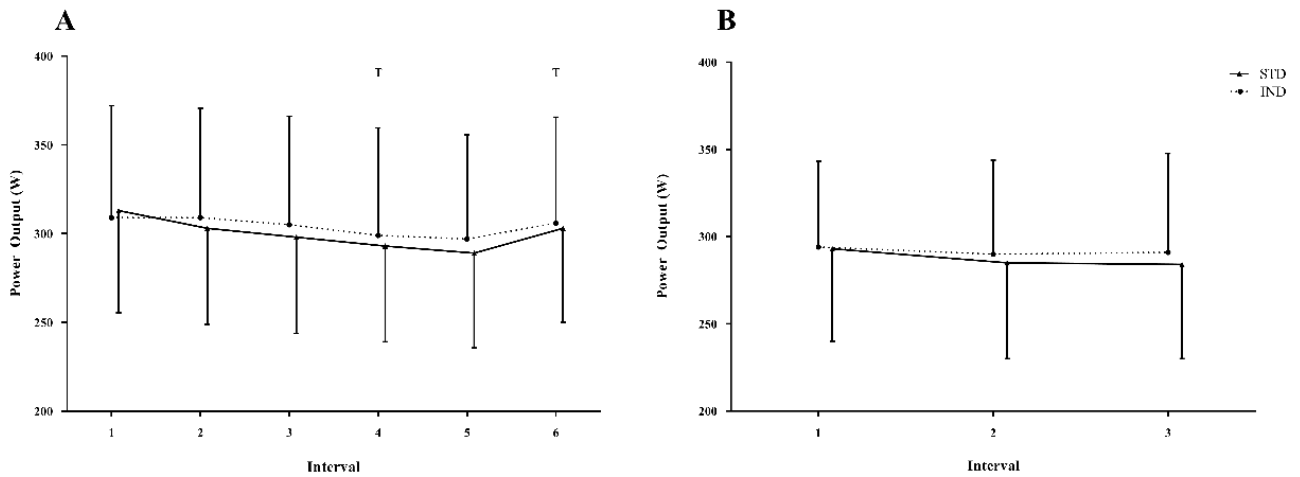 A
B
400
T
T
350
300
250
200
Power Output (W)
1 2 3 4 5 6
Interval
400
350
300
250
200
Power Output (W)
1 2 3
Interval
STD
IND